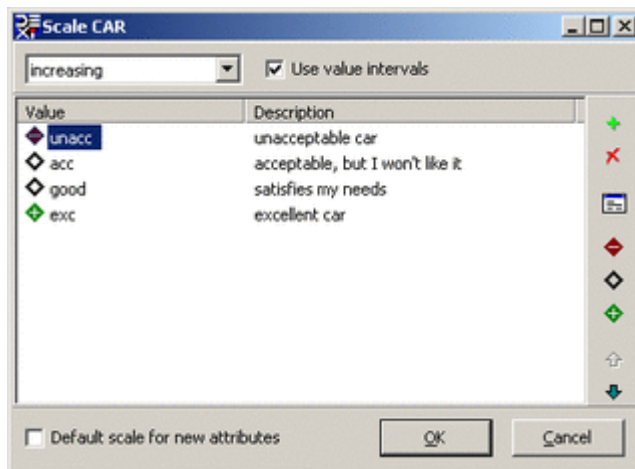 Scale CAR
increasing Use value intervals
Value Description
unacc unacceptable car
acc acceptable, but I won't like it
good satisfies my needs
exc excellent car
Default scale for new attributes OK Cancel